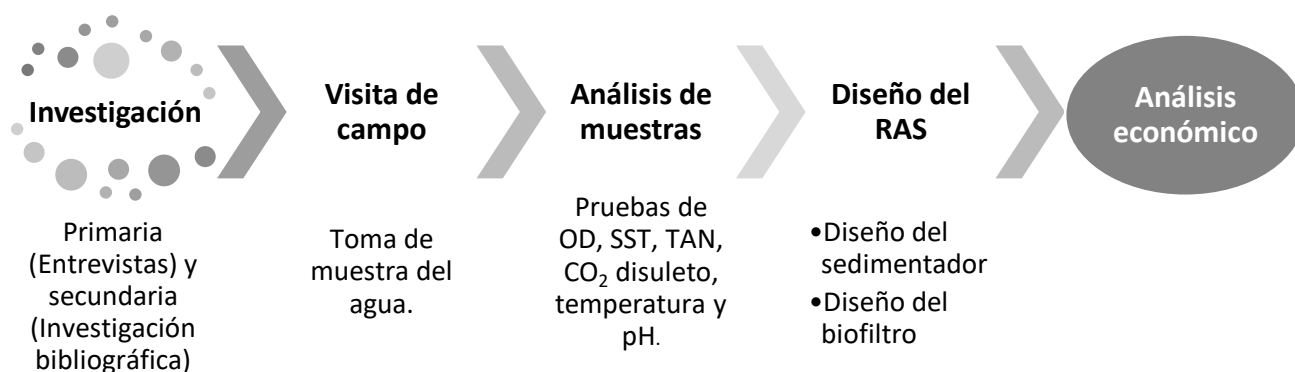 Investigación
Primaria
(Entrevistas) y
secundaria
(Investigación
bibliográfica)
Visita de
campo
Toma de
muestra del
agua.
Análisis de
muestras
Pruebas de
OD, SST, TAN,
CO₂ disuleto,
temperatura y
pH.
Diseño del
RAS
•Diseño del
sedimentador
•Diseño del
biofiltro
Análisis
económico